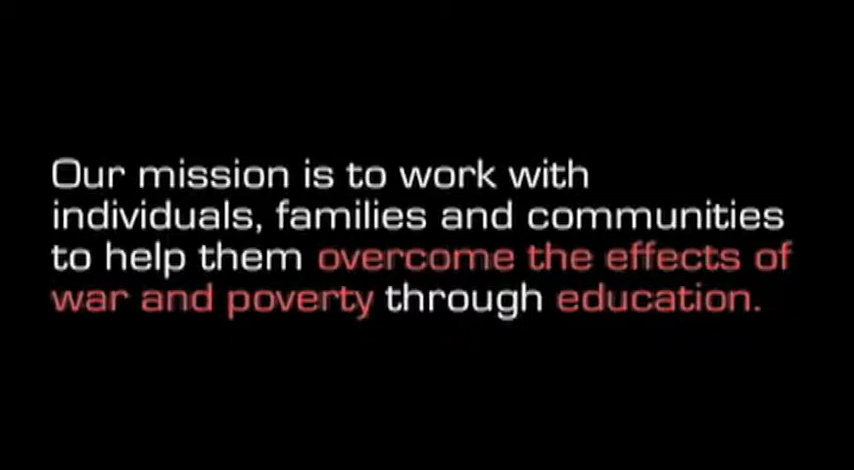 Our mission is to work with
individuals, families and communities
to help them overcome the effects of
war and poverty through education.